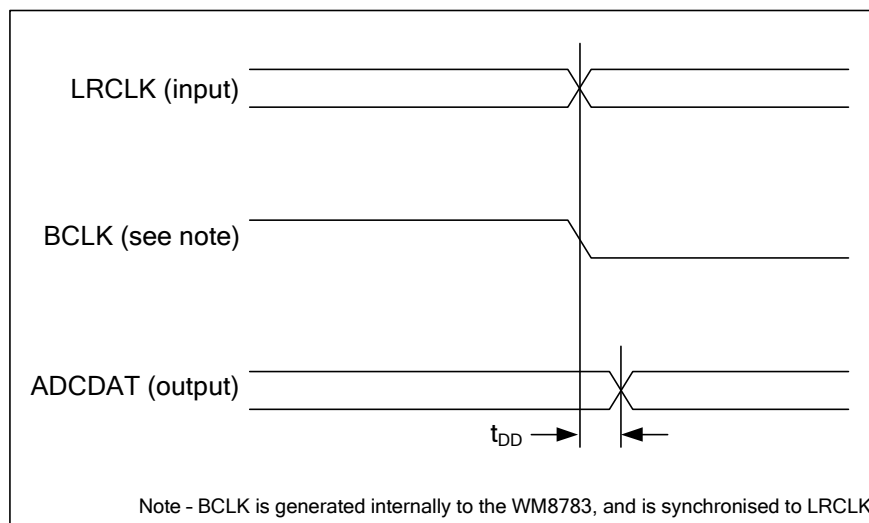 LRCLK (input)
BCLK (see note)
ADCDAT (output)
tDD
Note - BCLK is generated internally to the WM8783, and is synchronised to LRCLK